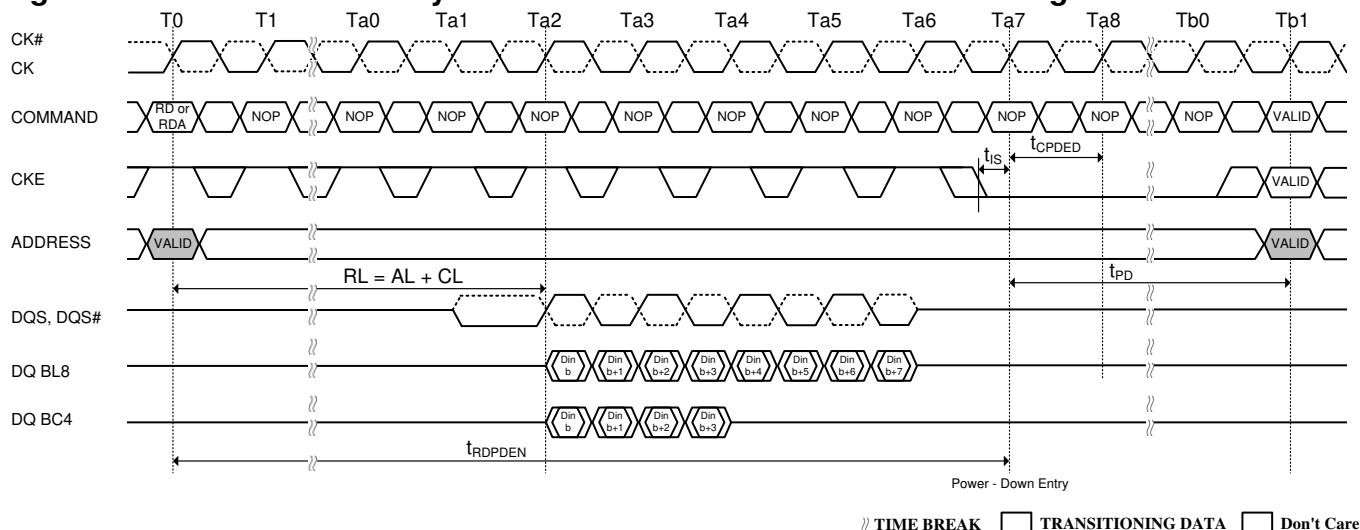 T0 T1 Ta0 Ta1 Ta2 Ta3 Ta4 Ta5 Ta6 Ta7 Ta8 Tb0 Tb1
CK#
CK
COMMAND RD or RDA NOP NOP NOP NOP NOP NOP NOP NOP NOP NOP NOP VALID
tIS tCPDED
CKE VALID
ADDRESS VALID VALID
RL = AL + CL tPD
DQS, DQS#
DQ BL8 Din b Din b+1 Din b+2 Din b+3 Din b+4 Din b+5 Din b+6 Din b+7
DQ BC4 Din b Din b+1 Din b+2 Din b+3
tRDPDEN
Power - Down Entry
TIME BREAK TRANSITIONING DATA Don't Care